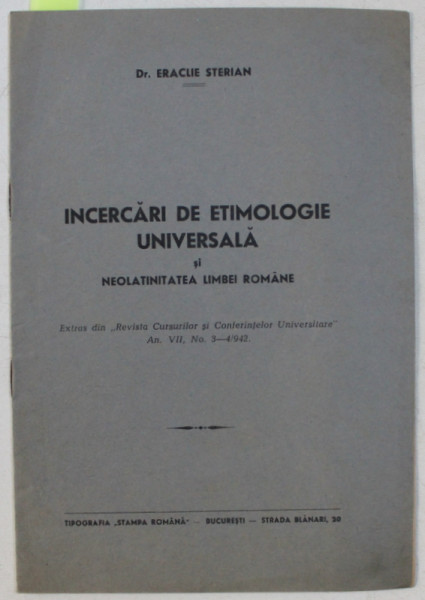 Dr. ERACLIE STERIAN
INCERCĂRI DE ETIMOLOGIE
UNIVERSALĂ
și
NEOLATINITATEA LIMBEI ROMÂNE
Extras din „Revista Cursurilor și Conferințelor Universitare"
An. VII, No. 3—4/942.
TIPOGRAFIA „STAMPA ROMÂNĂ" — BUCUREȘTI — STRADA BLĂNARI, 20